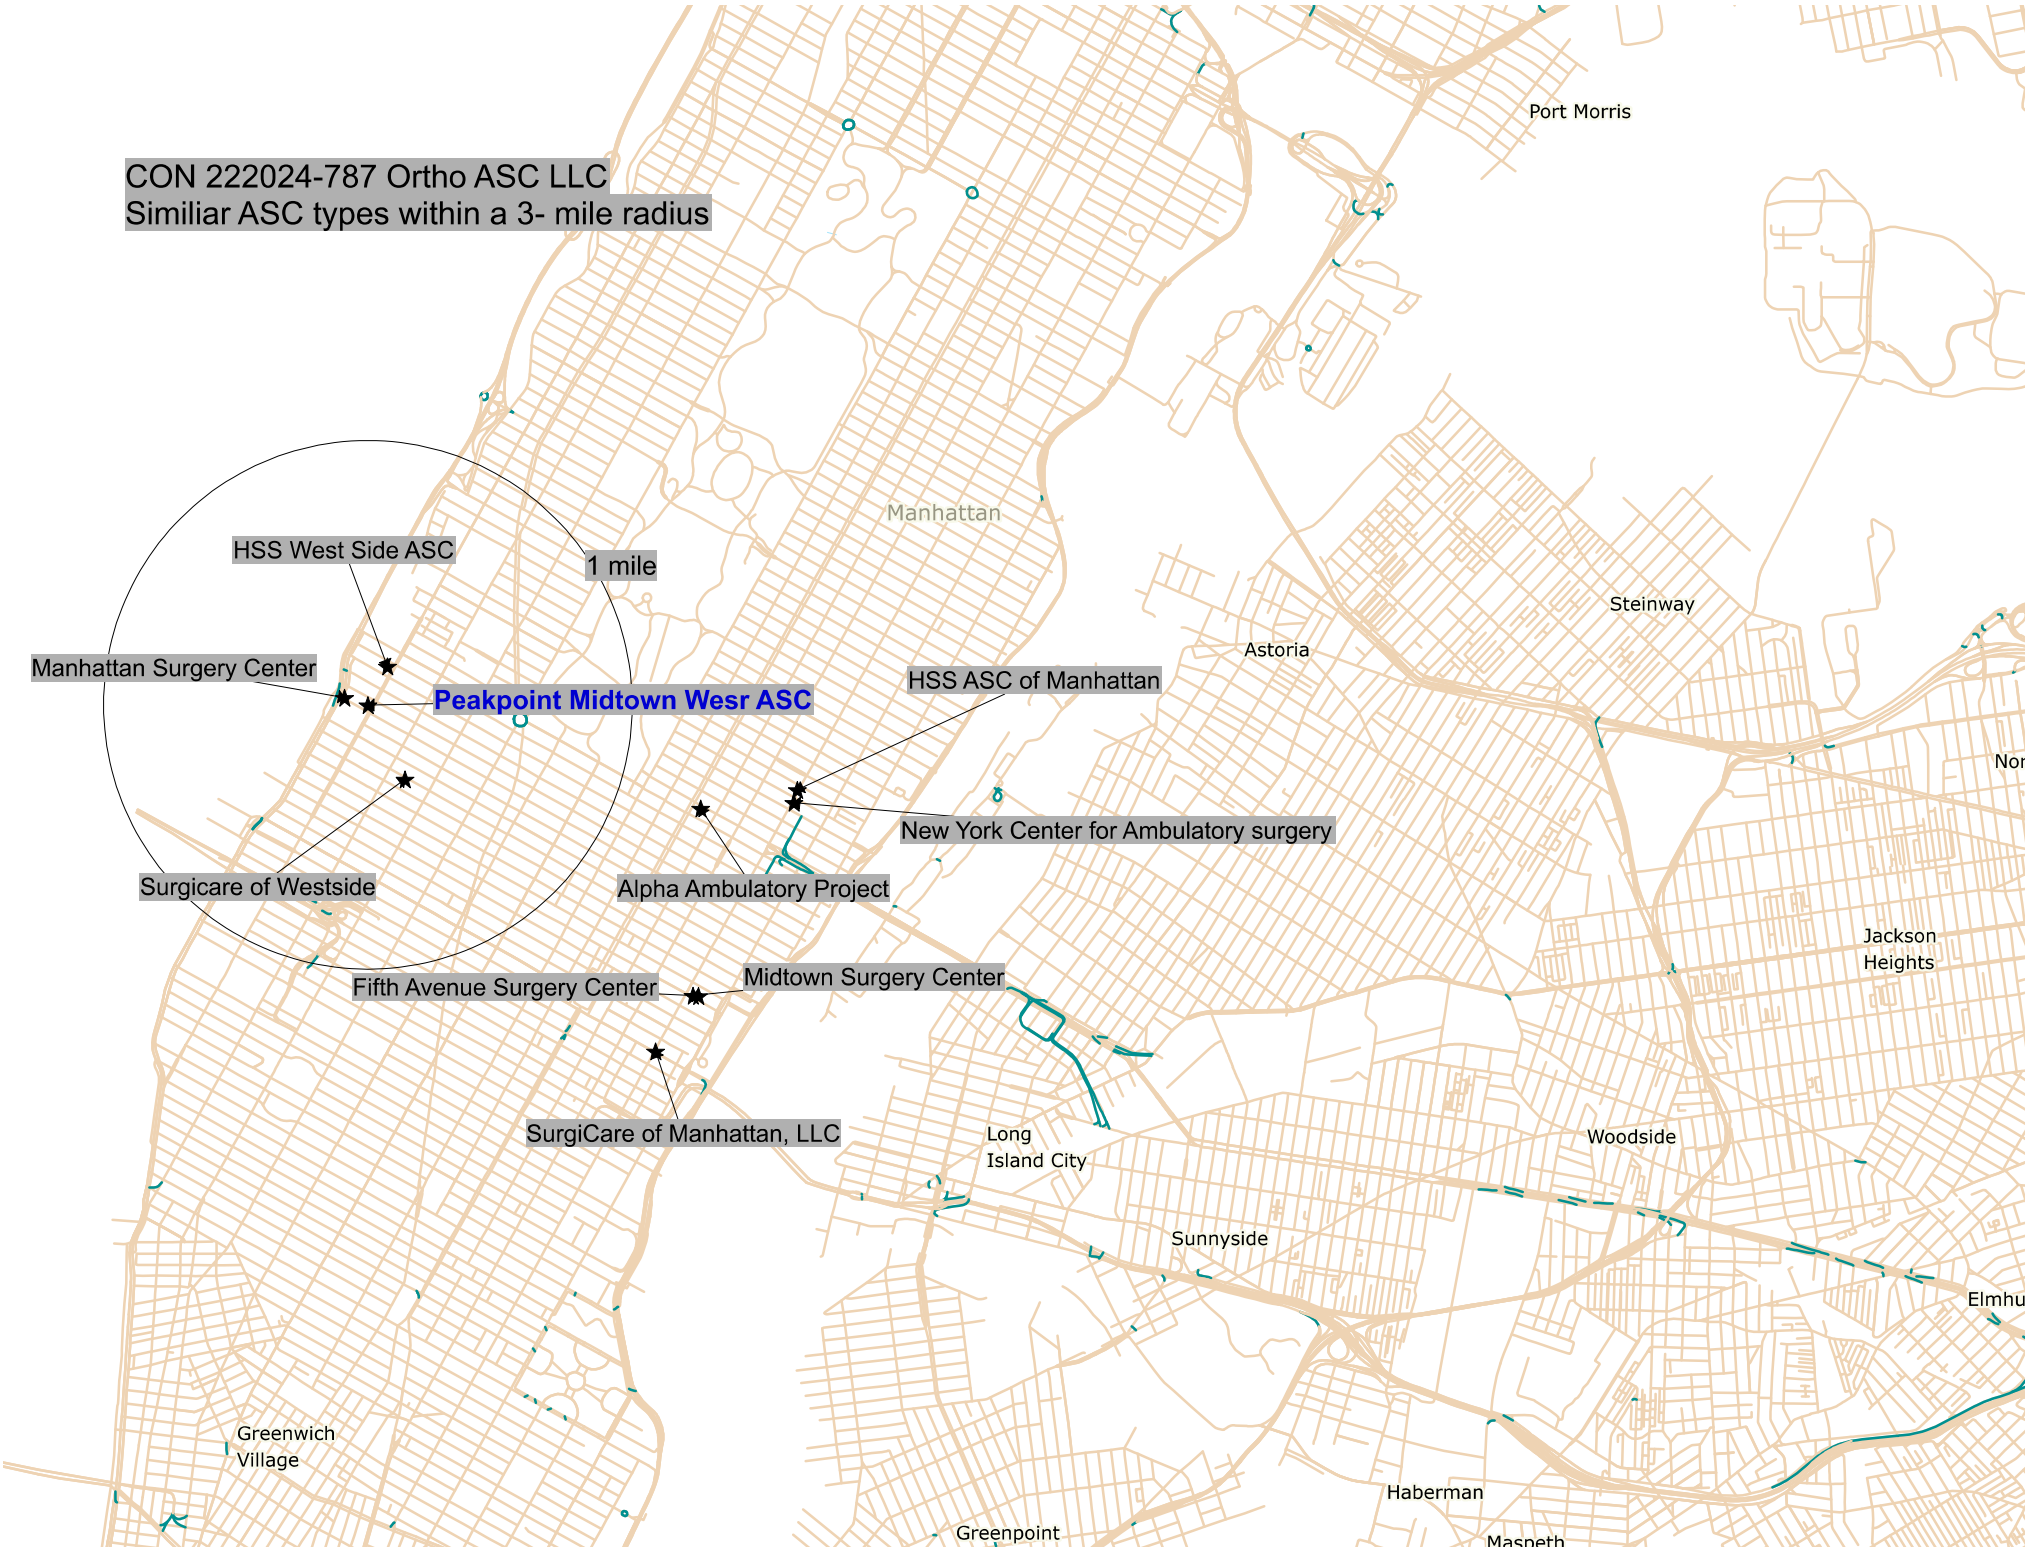 Port Morris
CON 222024-787 Ortho ASC LLC
Similiar ASC types within a 3- mile radius
Manhattan
HSS West Side ASC
1 mile
Steinway
Astoria
Manhattan Surgery Center
HSS ASC of Manhattan
Peakpoint Midtown Wesr ASC
Nor
New York Center for Ambulatory surgery
Surgicare of Westside
Alpha Ambulatory Project
Jackson
Heights
Fifth Avenue Surgery Center
Midtown Surgery Center
SurgiCare of Manhattan, LLC
Long
Island City
Woodside
Sunnyside
Elmhu
Greenwich
Village
Haberman
Greenpoint
Maspeth